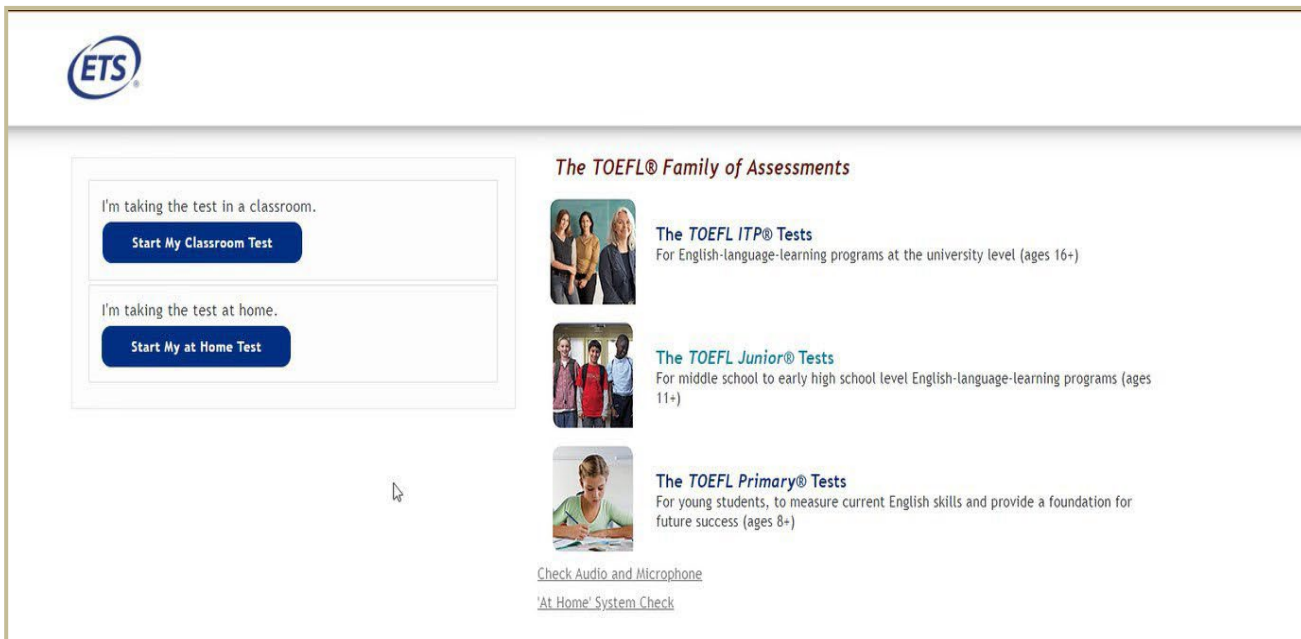 ETS®
I'm taking the test in a classroom.
Start My Classroom Test
I'm taking the test at home.
Start My at Home Test
The TOEFL® Family of Assessments
The TOEFL ITP® Tests
For English-language-learning programs at the university level (ages 16+)
The TOEFL Junior® Tests
For middle school to early high school level English-language-learning programs (ages
11+)
The TOEFL Primary® Tests
For young students, to measure current English skills and provide a foundation for
future success (ages 8+)
Check Audio and Microphone
'At Home' System Check